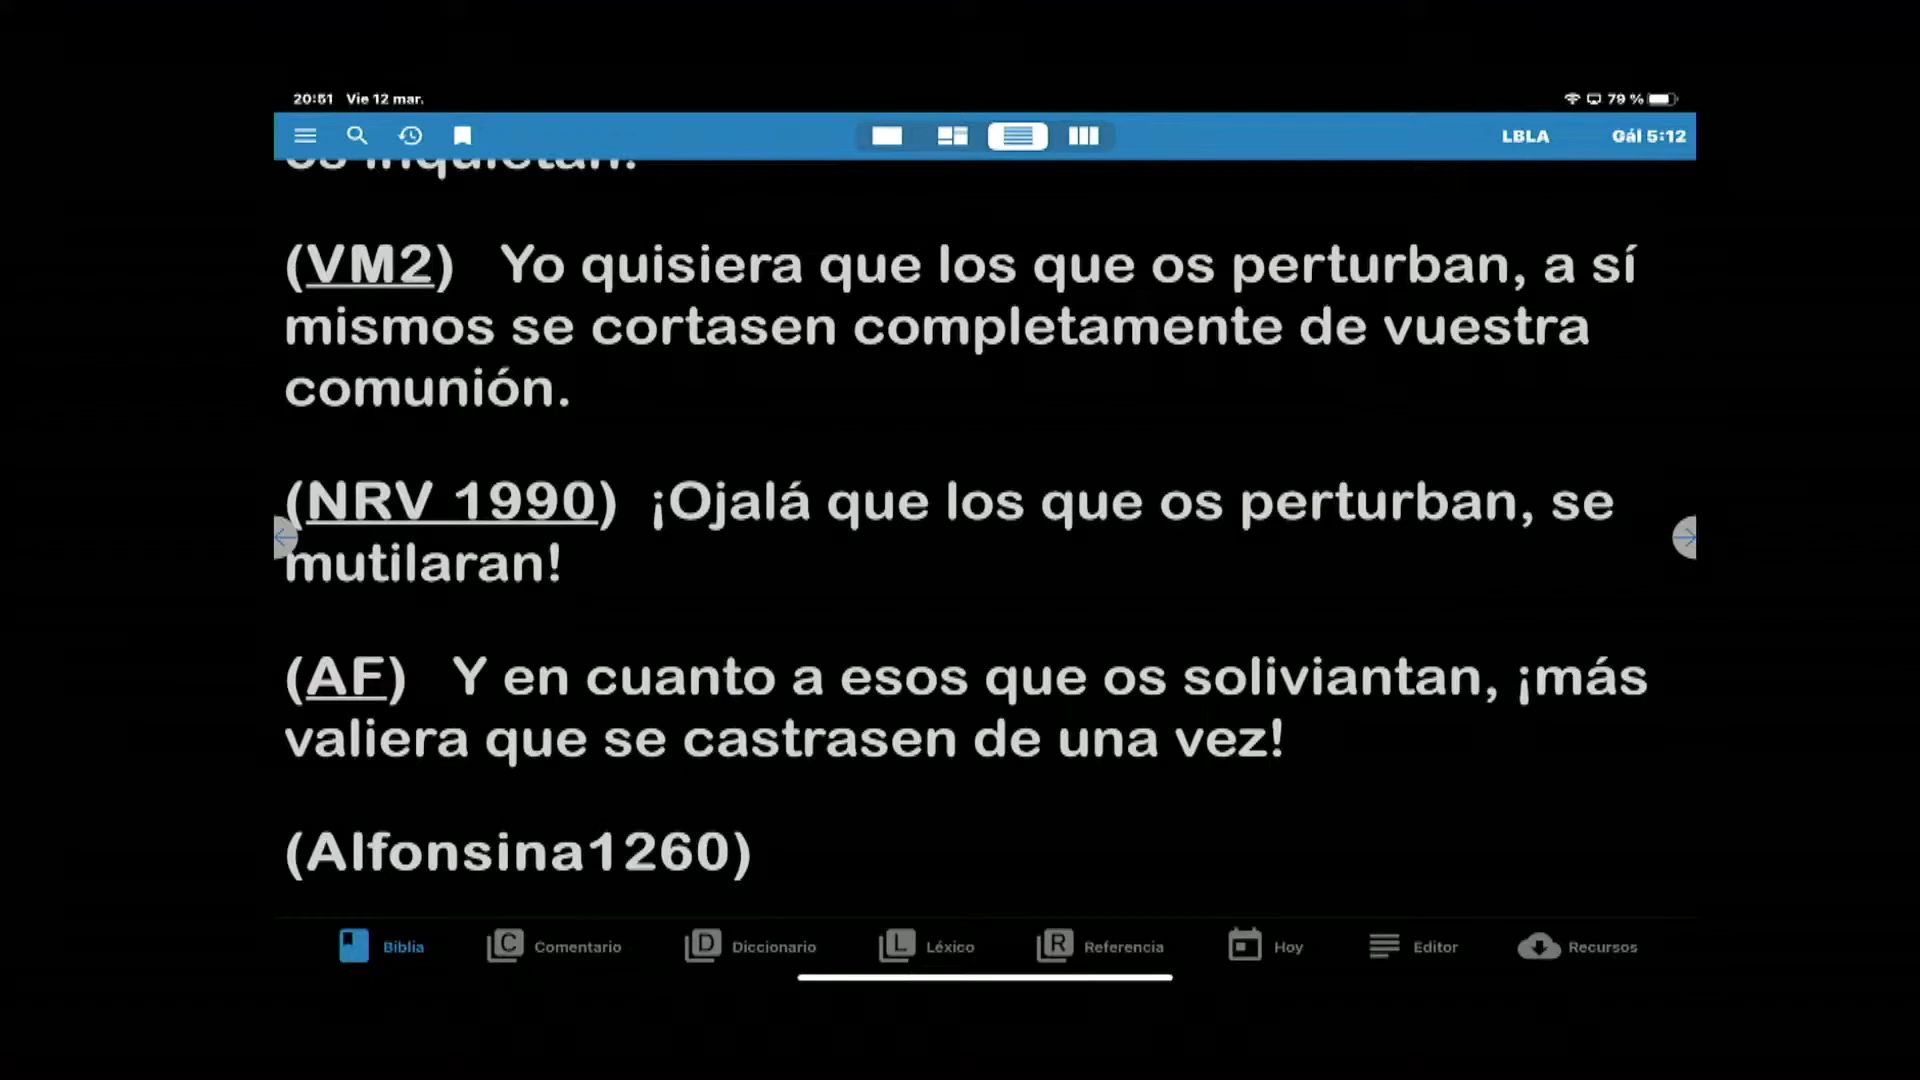 20:51 Vie 12 mar.
79 %
LBLA Gál 5:12
os inquietan!
(VM2) Yo quisiera que los que os perturban, a sí
mismos se cortasen completamente de vuestra
comunión.
(NRV 1990) ¡Ojalá que los que os perturban, se
mutilaran!
(AF) Y en cuanto a esos que os soliviantan, ¡más
valiera que se castrasen de una vez!
(Alfonsina1260)
Biblia
C Comentario
D Diccionario
L Léxico
R Referencia
Hoy
Editor
Recursos